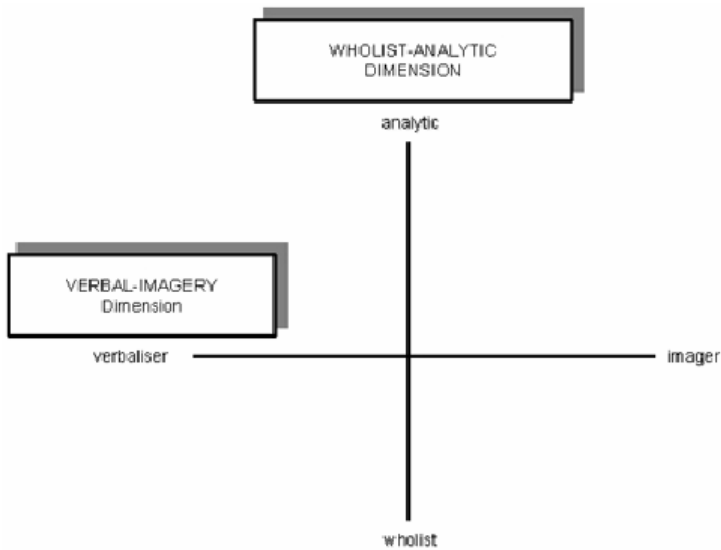 WHOLIST-ANALYTIC
DIMENSION
analytic
VERBAL-IMAGERY
Dimension
verbaliser
imager
wholist